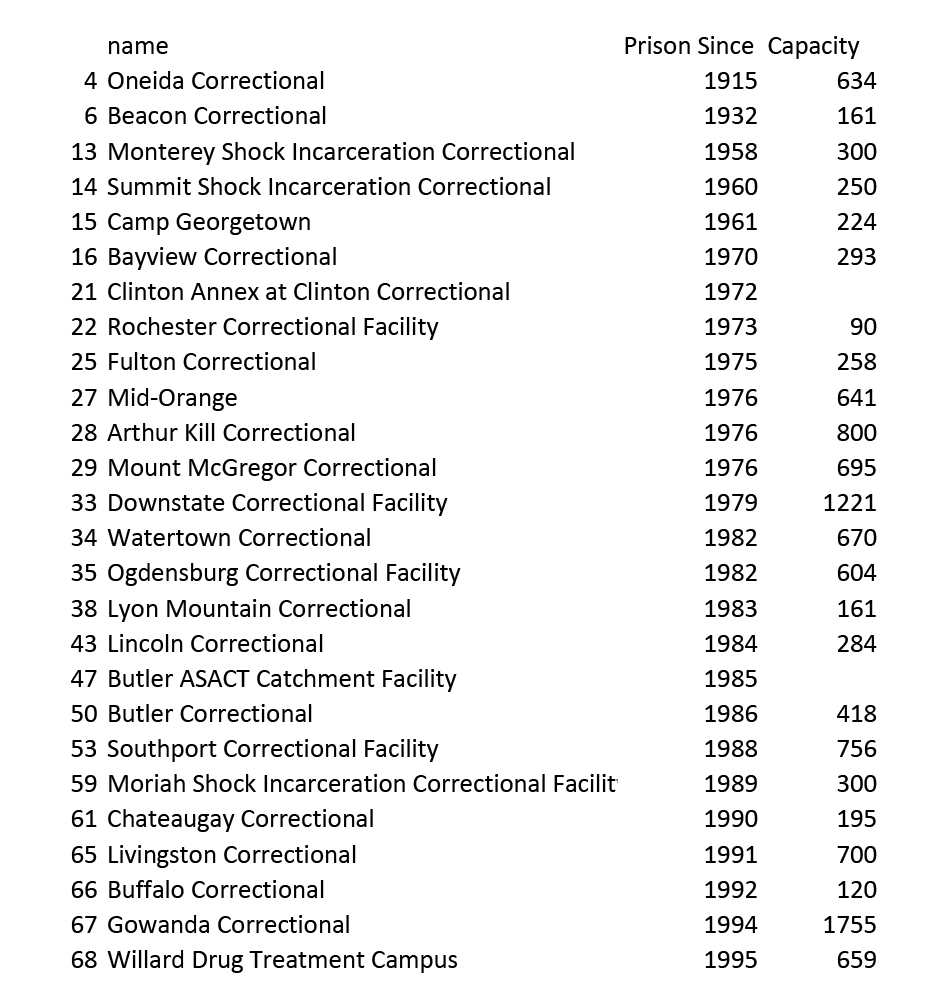 name Prison Since Capacity
4 Oneida Correctional 1915 634
6 Beacon Correctional 1932 161
13 Monterey Shock Incarceration Correctional 1958 300
14 Summit Shock Incarceration Correctional 1960 250
15 Camp Georgetown 1961 224
16 Bayview Correctional 1970 293
21 Clinton Annex at Clinton Correctional 1972
22 Rochester Correctional Facility 1973 90
25 Fulton Correctional 1975 258
27 Mid-Orange 1976 641
28 Arthur Kill Correctional 1976 800
29 Mount McGregor Correctional 1976 695
33 Downstate Correctional Facility 1979 1221
34 Watertown Correctional 1982 670
35 Ogdensburg Correctional Facility 1982 604
38 Lyon Mountain Correctional 1983 161
43 Lincoln Correctional 1984 284
47 Butler ASACT Catchment Facility 1985
50 Butler Correctional 1986 418
53 Southport Correctional Facility 1988 756
59 Moriah Shock Incarceration Correctional Facilit 1989 300
61 Chateaugay Correctional 1990 195
65 Livingston Correctional 1991 700
66 Buffalo Correctional 1992 120
67 Gowanda Correctional 1994 1755
68 Willard Drug Treatment Campus 1995 659